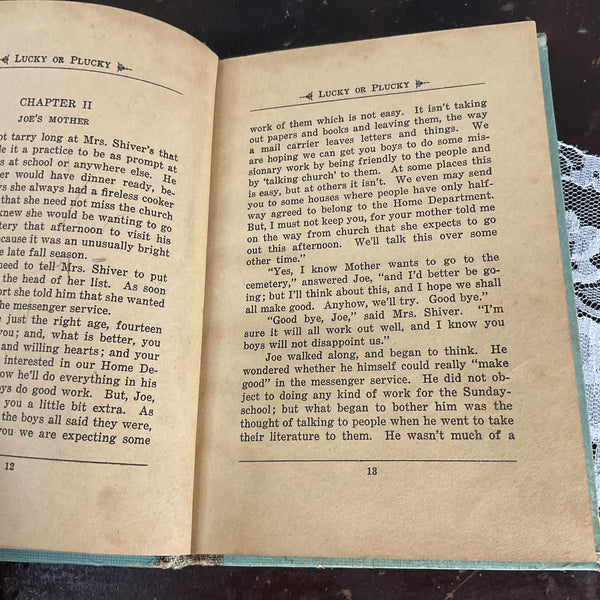 LUCKY OR PLUCKY
CHAPTER II
JOE'S MOTHER
ot tarry long at Mrs. Shiver's that
le it a practice to be as prompt at
s at school or anywhere else. He
er would have dinner ready, be-
ys she always had a fireless cooker
that she need not miss the church
knew she would be wanting to go
tery that afternoon to visit his
ecause it was an unusually bright
e late fall season.
need to tell Mrs. Shiver to put
the head of her list. As soon
ort she told him that she wanted
he messenger service.
e just the right age, fourteen
you; and, what is better, you
and willing hearts; and your
interested in our Home De-
ow he'll do everything in his
ys do good work. But, Joe,
you a little bit extra. As
the boys all said they were,
you we are expecting some
12
LUCKY OR PLUCKY
work of them which is not easy. It isn't taking
out papers and books and leaving them, the way
a mail carrier leaves letters and things. We
are hoping we can get you boys to do some mis-
sionary work by being friendly to the people and
by 'talking church' to them. At some places this
is easy, but at others it isn't. We even may send
you to some houses where people have only half-
way agreed to belong to the Home Department.
But, I must not keep you, for your mother told me
on the way from church that she expects to go
out this afternoon. We'll talk this over some
other time."
"Yes, I know Mother wants to go to the
cemetery," answered Joe, "and I'd better be go-
ing; but I'll think about this, and I hope we shall
all make good. Anyhow, we'll try. Good bye."
"Good bye, Joe," said Mrs. Shiver. "I'm
sure it will all work out well, and I know you
boys will not disappoint us."
Joe walked along, and began to think. He
wondered whether he himself could really "make
good" in the messenger service. He did not ob-
ject to doing any kind of work for the Sunday-
school; but what began to bother him was the
thought of talking to people when he went to take
their literature to them. He wasn't much of a
13